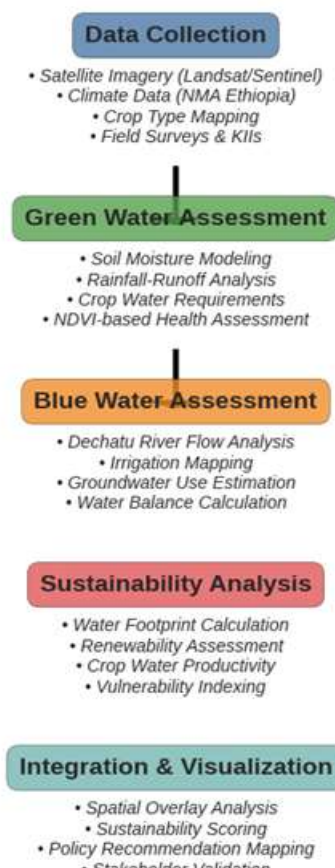 Data Collection
• Satellite Imagery (Landsat/Sentinel)
• Climate Data (NMA Ethiopia)
• Crop Type Mapping
• Field Surveys & KIIs
Green Water Assessment
• Soil Moisture Modeling
• Rainfall-Runoff Analysis
• Crop Water Requirements
• NDVI-based Health Assessment
Blue Water Assessment
• Dechatu River Flow Analysis
• Irrigation Mapping
• Groundwater Use Estimation
• Water Balance Calculation
Sustainability Analysis
• Water Footprint Calculation
• Renewability Assessment
• Crop Water Productivity
• Vulnerability Indexing
Integration & Visualization
• Spatial Overlay Analysis
• Sustainability Scoring
• Policy Recommendation Mapping
• Stakeholder Validation